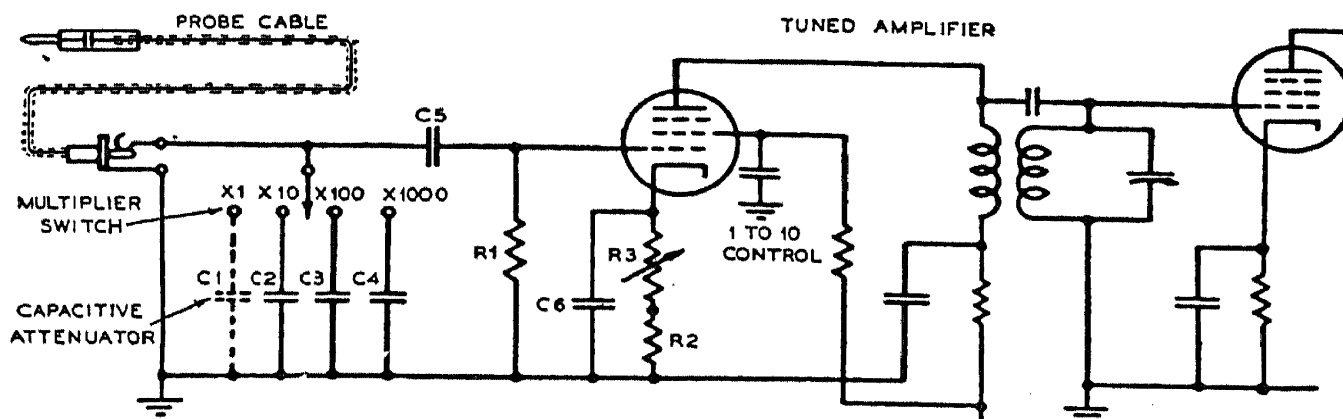 PROBE CABLE
TUNED AMPLIFIER
C5
X1 X10 X100 X1000
MULTIPLIER
SWITCH
1 TO 10
CONTROL
R1
R3
C1 C2 C3 C4
C6
CAPACITIVE
ATTENUATOR
R2